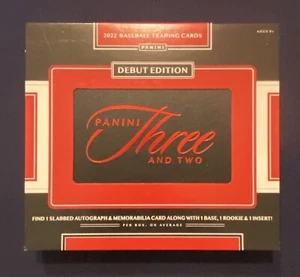 2022 BASEBALL TRADING CARDS
PANINI
AGES 9+
DEBUT EDITION
PANINI
Three
AND TWO
FIND 1 SLABBED AUTOGRAPH & MEMORABILIA CARD ALONG WITH 1 BASE, 1 ROOKIE & 1 INSERT!
PER BOX, ON AVERAGE